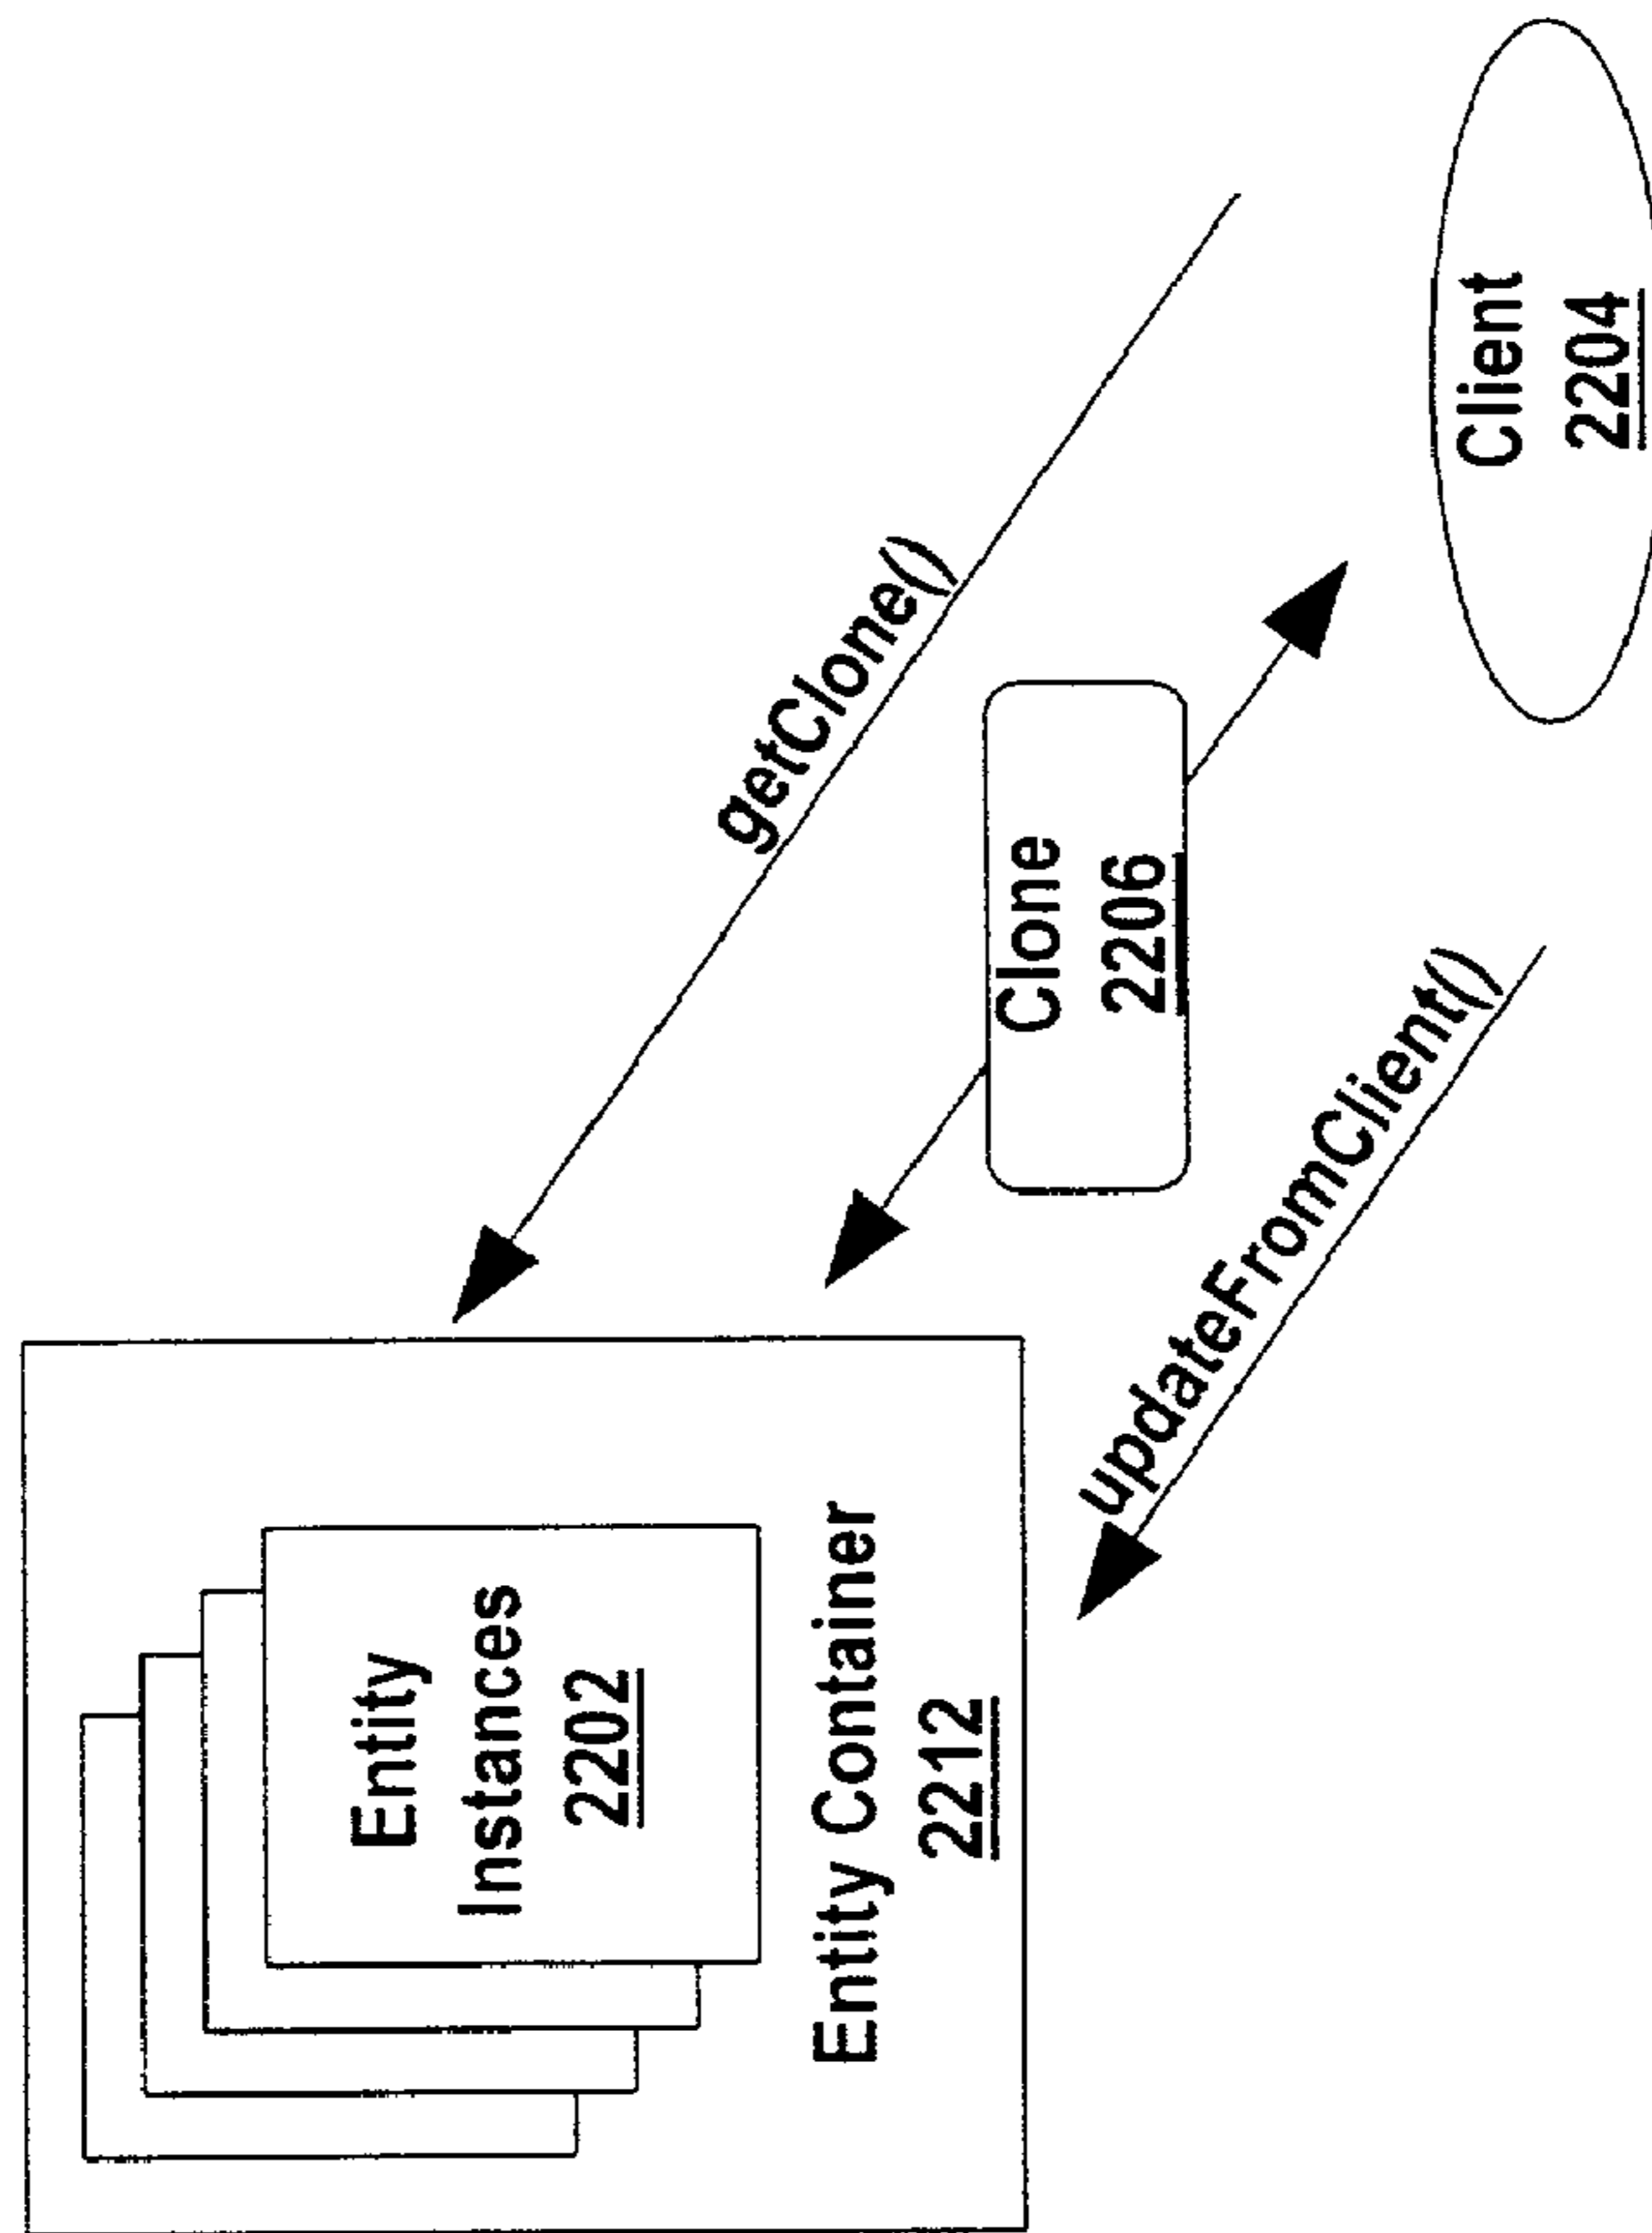 Entity
Instances
2202
Entity Container
2212
getClone()
Clone
2206
updateFromClient()
Client
2204